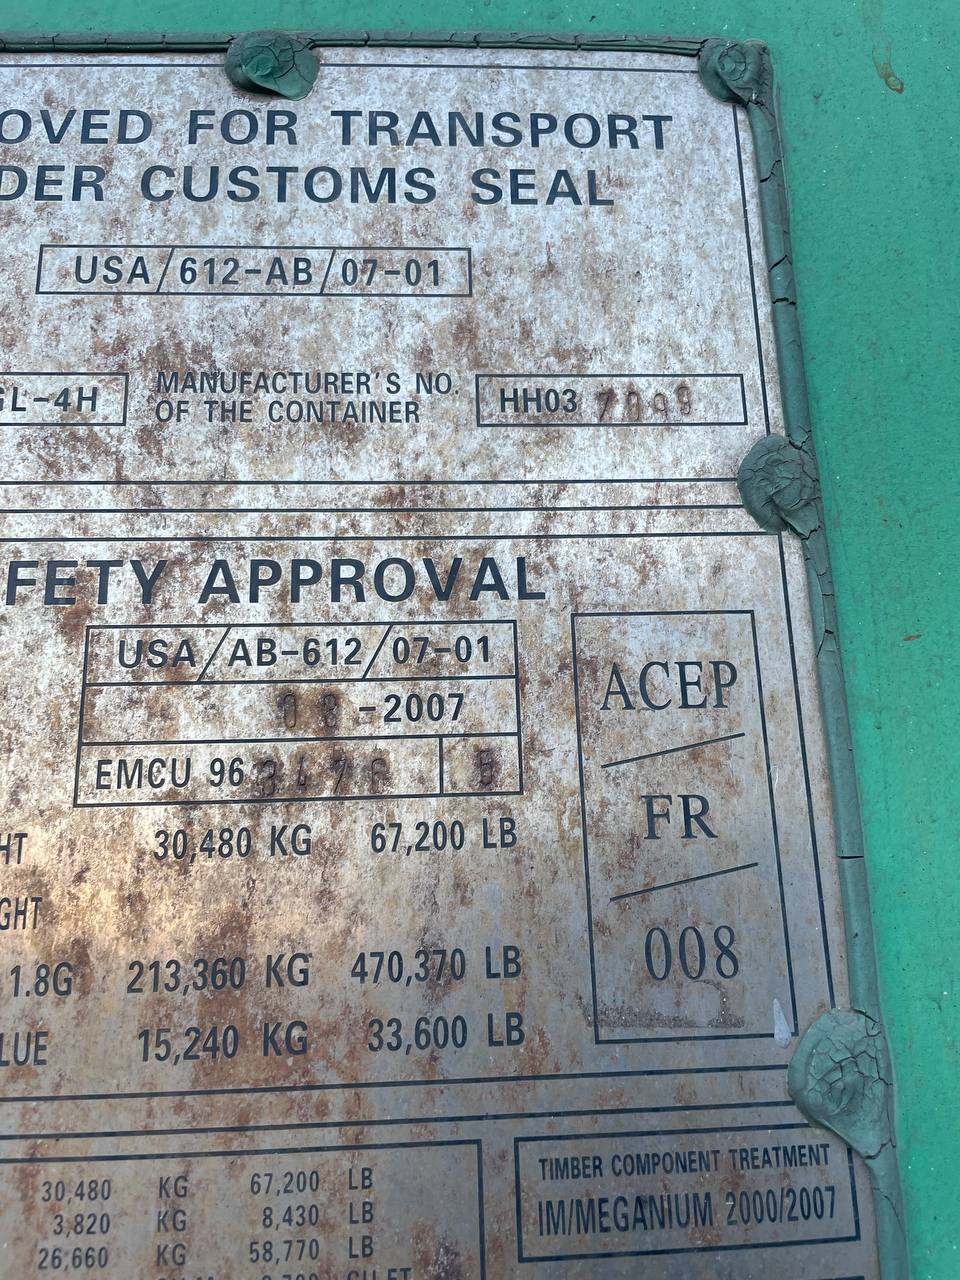 OVED FOR TRANSPORT
DER CUSTOMS SEAL
USA/612-AB/07-01
GL-4H MANUFACTURER'S NO. OF THE CONTAINER HH03 7099
FETY APPROVAL
USA/AB-612/07-01
08-2007
EMCU 96 3476 5
ACEP
/
FR
/
008
HT 30,480 KG 67,200 LB
GHT
1.8G 213,360 KG 470,370 LB
LUE 15,240 KG 33,600 LB
30,480 KG 67,200 LB
3,820 KG 8,430 LB
26,660 KG 58,770 LB
TIMBER COMPONENT TREATMENT
IM/MEGANIUM 2000/2007